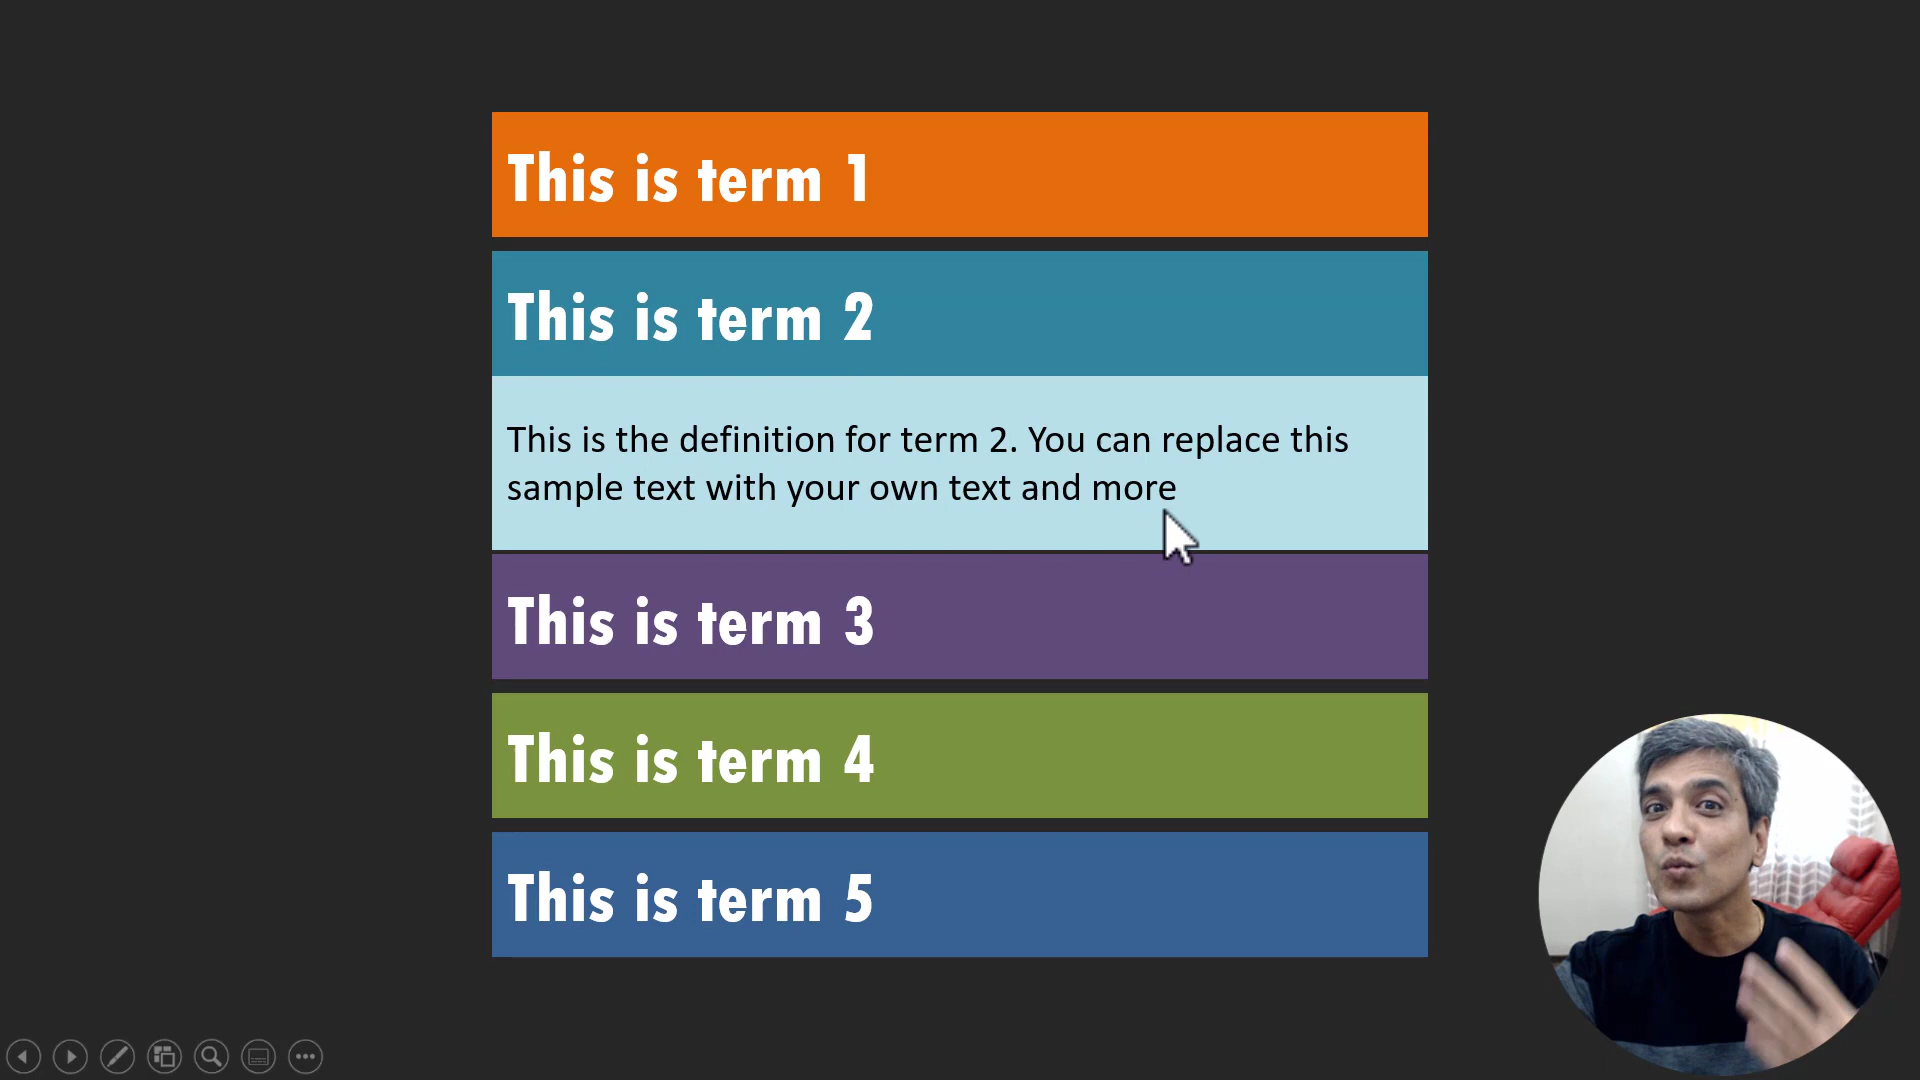 This is term 1
This is term 2
This is the definition for term 2. You can replace this
sample text with your own text and more
This is term 3
This is term 4
This is term 5